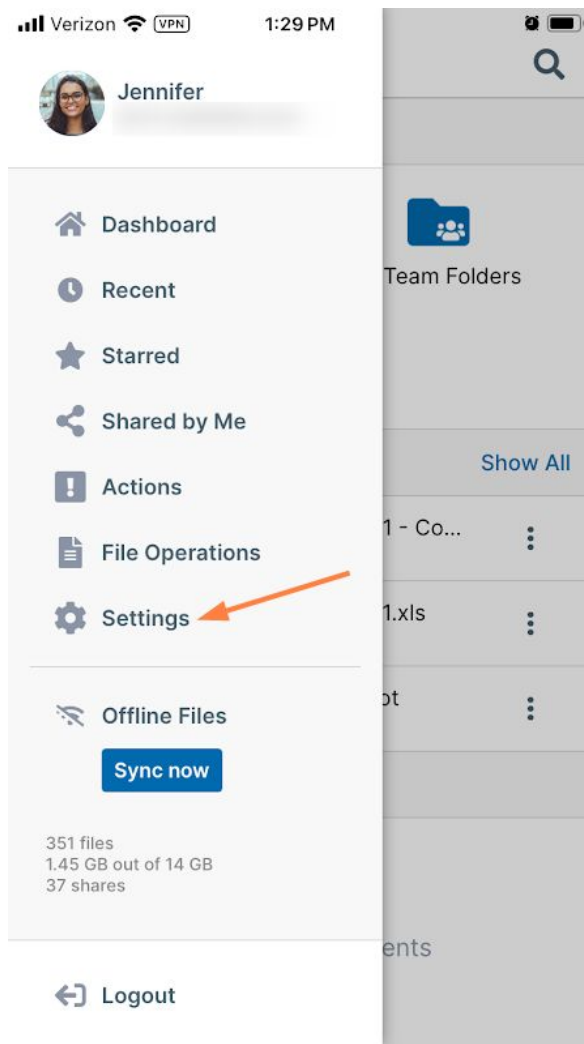 Verizon VPN 1:29 PM
Jennifer
Dashboard
Recent
Starred
Shared by Me
Actions
File Operations
Settings
Offline Files
Sync now
351 files
1.45 GB out of 14 GB
37 shares
Logout
Team Folders
Show All
1 - Co...
1.xls
ot
ents